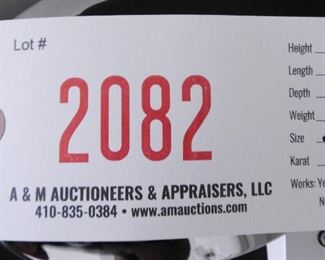 Lot #
2082
A & M AUCTIONEERS & APPRAISERS, LLC
410-835-0384 • www.amauctions.com
Height
Length
Depth
Weight
Size
Karat
Works: Ye
N